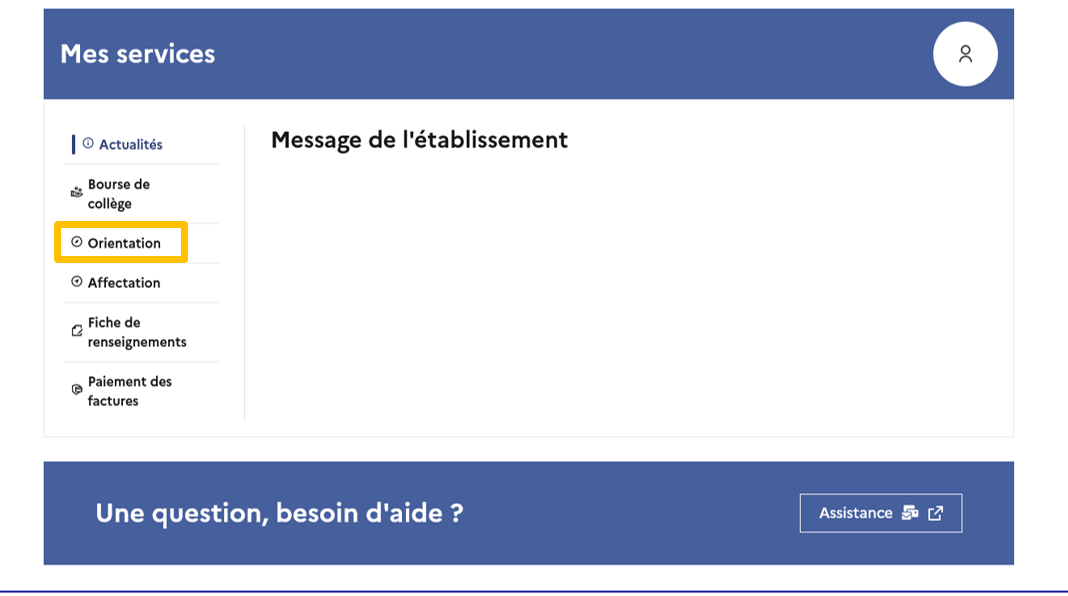 Mes services
Actualités
Bourse de
collège
Orientation
Affectation
Fiche de
renseignements
Paiement des
factures
Message de l'établissement
Une question, besoin d'aide ?
Assistance